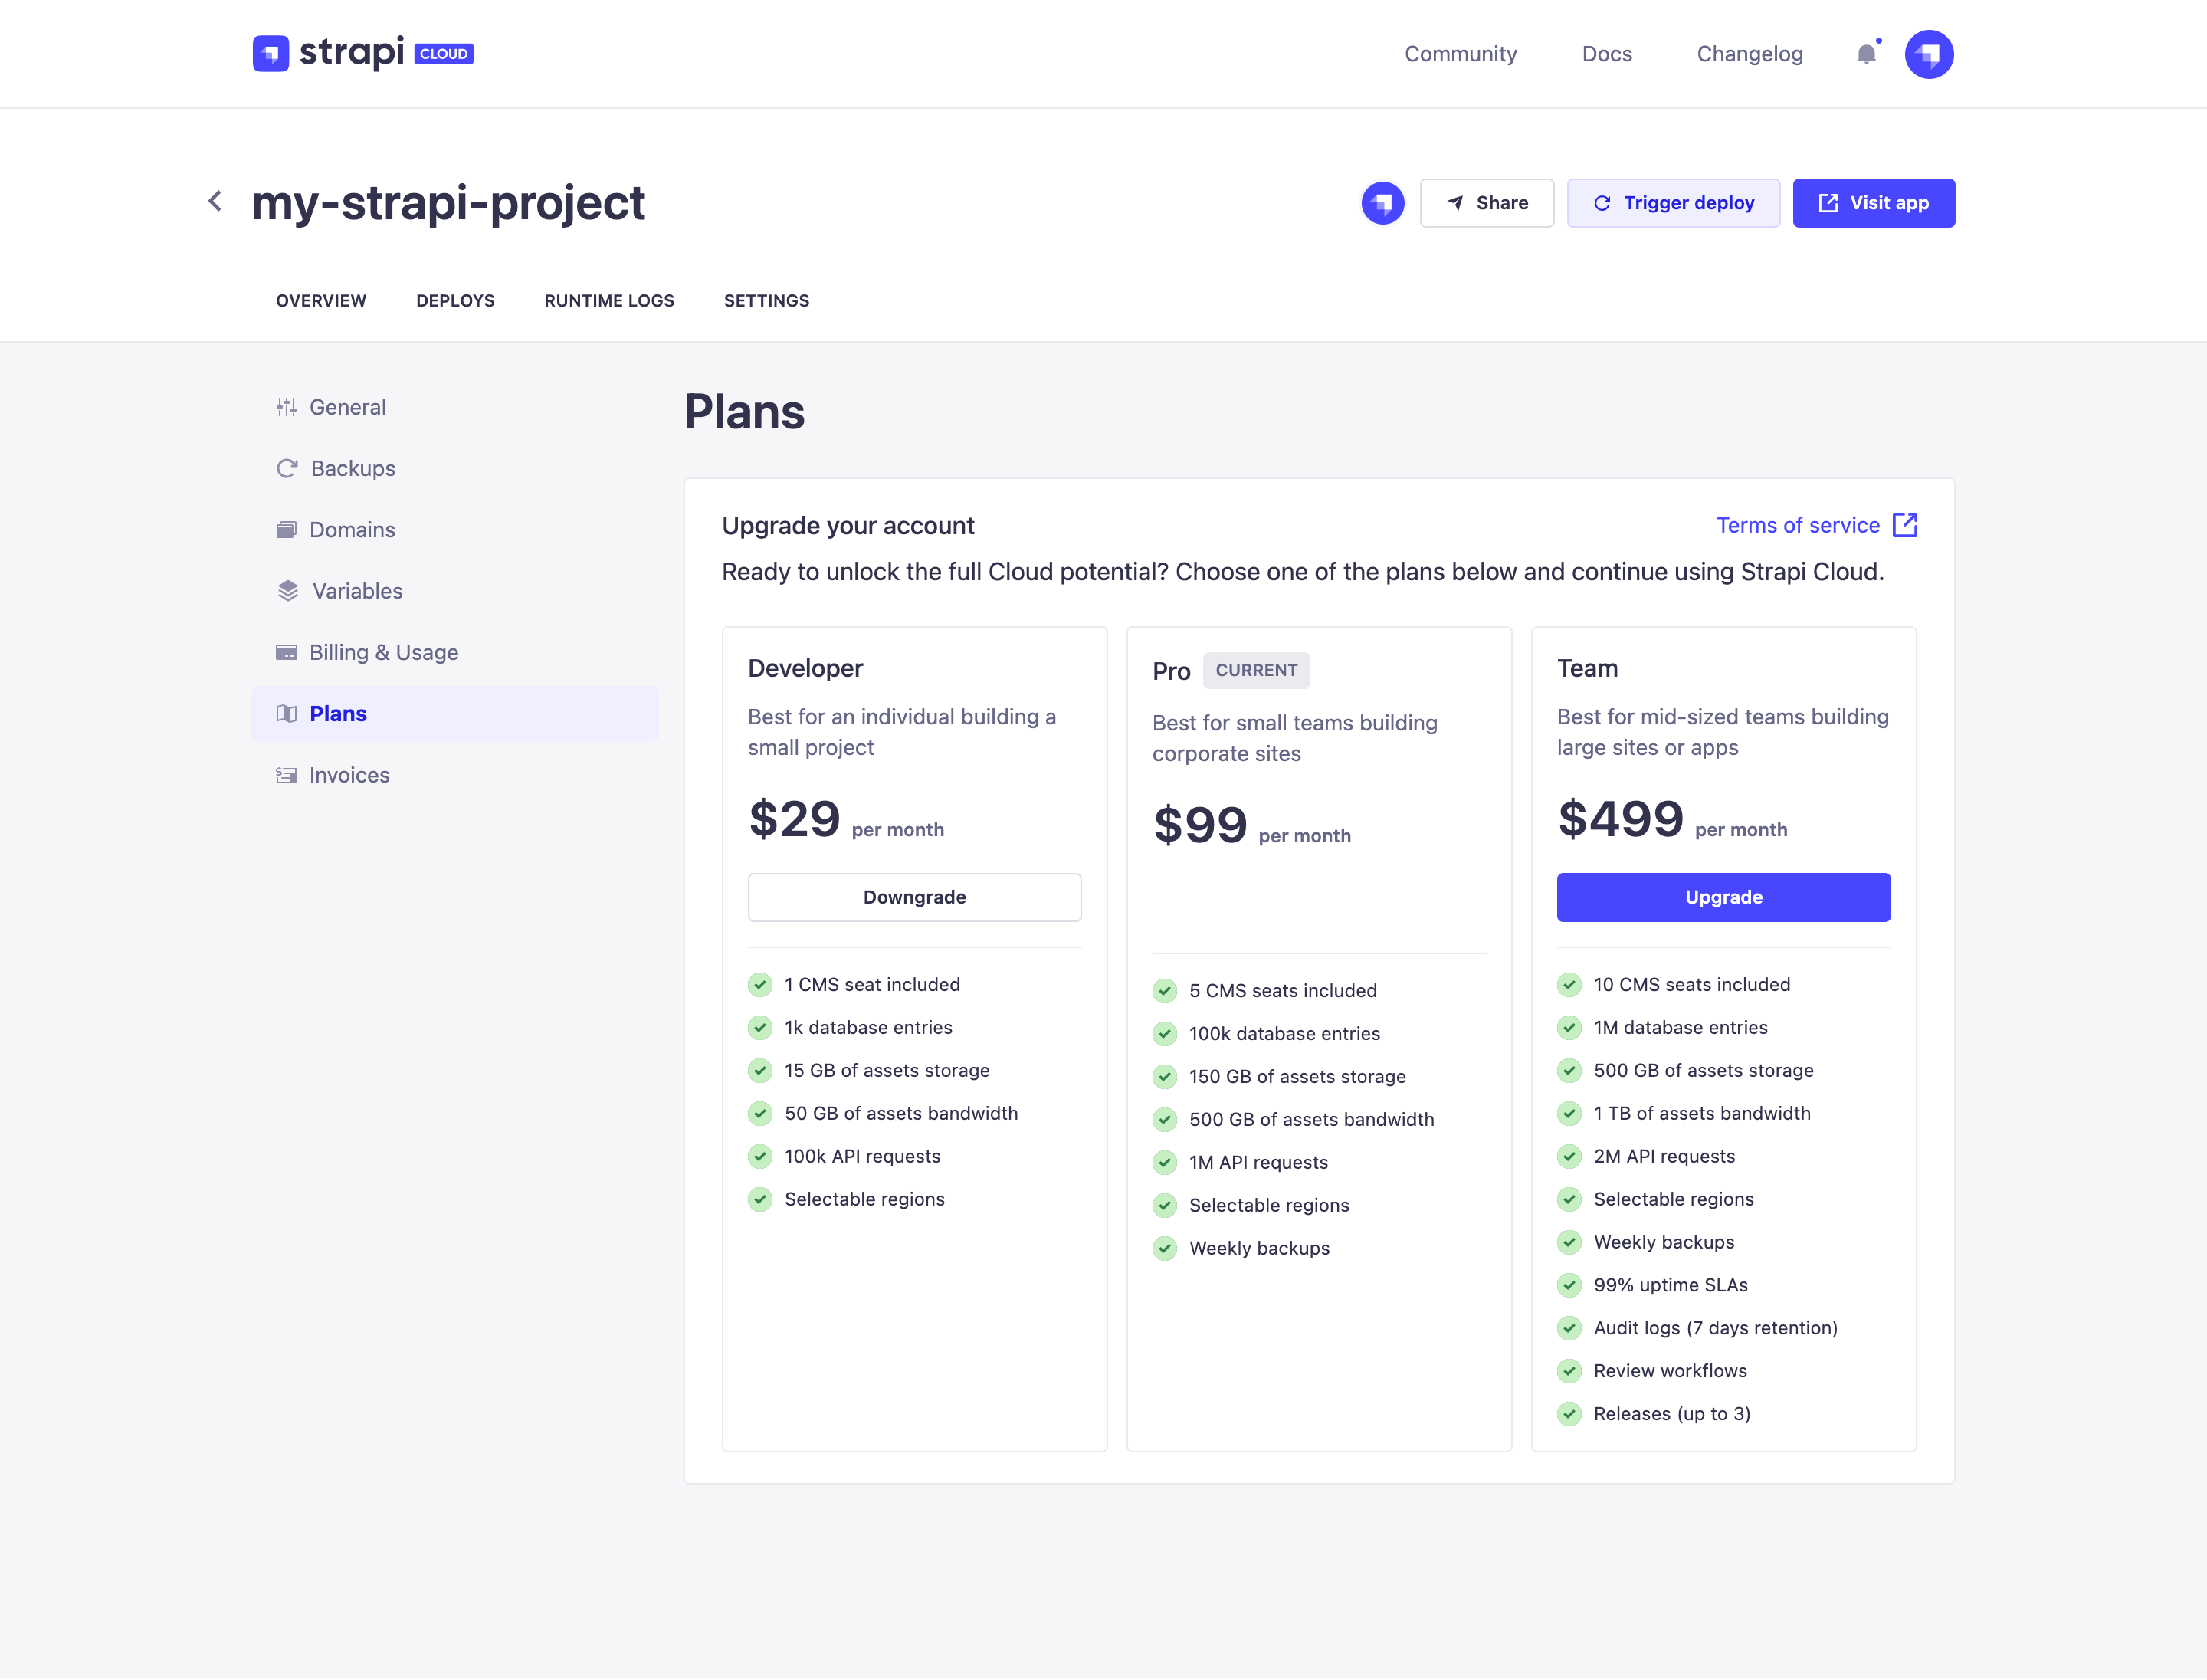 strapi CLOUD
Community Docs Changelog
my-strapi-project
Share Trigger deploy Visit app
OVERVIEW DEPLOYS RUNTIME LOGS SETTINGS
General
Backups
Domains
Variables
Billing & Usage
Plans
Invoices
Plans
Upgrade your account
Terms of service
Ready to unlock the full Cloud potential? Choose one of the plans below and continue using Strapi Cloud.
Developer
Best for an individual building a
small project
$29 per month
Downgrade
1 CMS seat included
1k database entries
15 GB of assets storage
50 GB of assets bandwidth
100k API requests
Selectable regions
Pro CURRENT
Best for small teams building
corporate sites
$99 per month
5 CMS seats included
100k database entries
150 GB of assets storage
500 GB of assets bandwidth
1M API requests
Selectable regions
Weekly backups
Team
Best for mid-sized teams building
large sites or apps
$499 per month
Upgrade
10 CMS seats included
1M database entries
500 GB of assets storage
1 TB of assets bandwidth
2M API requests
Selectable regions
Weekly backups
99% uptime SLAs
Audit logs (7 days retention)
Review workflows
Releases (up to 3)